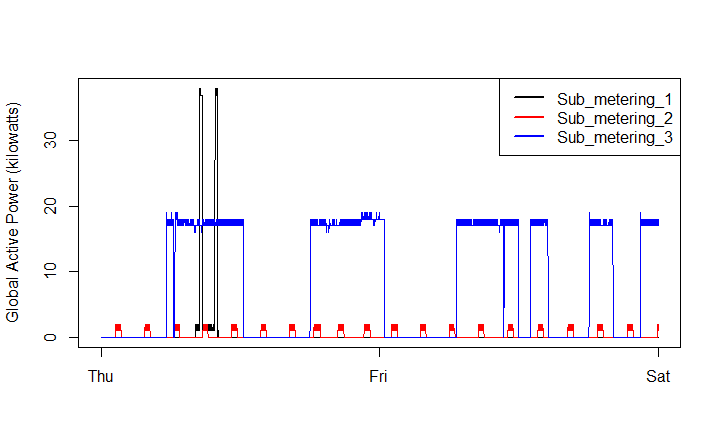 Sub_metering_1
Sub_metering_2
Sub_metering_3
Global Active Power (kilowatts)
30
20
10
0
Thu
Fri
Sat